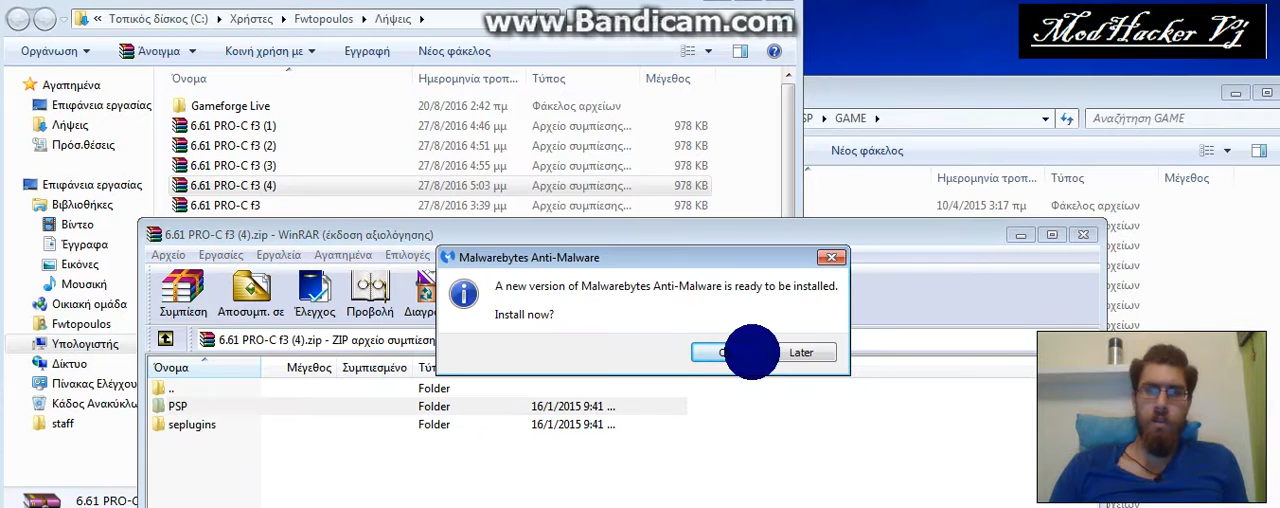 www.Bandicam.com
ModHacker V1
Τοπικός δίσκος (C:) Χρήστες Fwtopoulos Λήψεις
Οργάνωση Άνοιγμα Κοινή χρήση με Εγγραφή Νέος φάκελος
Όνομα Ημερομηνία τροπ... Τύπος Μέγεθος
Αγαπημένα
Επιφάνεια εργασίας
Λήψεις
Πρόσ.θέσεις
Επιφάνεια εργασίας
Βιβλιοθήκες
Βίντεο
Έγγραφα
Εικόνες
Μουσική
Οικιακή ομάδα
Fwtopoulos
Υπολογιστής
Δίκτυο
Πίνακας Ελέγχου
Κάδος Ανακύκλω
staff
Gameforge Live 20/8/2016 2:42 πμ Φάκελος αρχείων
6.61 PRO-C f3 (1) 27/8/2016 4:46 μμ Αρχείο συμπίεσης... 978 KB
6.61 PRO-C f3 (2) 27/8/2016 4:51 μμ Αρχείο συμπίεσης... 978 KB
6.61 PRO-C f3 (3) 27/8/2016 4:55 μμ Αρχείο συμπίεσης... 978 KB
6.61 PRO-C f3 (4) 27/8/2016 5:03 μμ Αρχείο συμπίεσης... 978 KB
6.61 PRO-C f3 27/8/2016 3:39 μμ Αρχείο συμπίεσης... 978 KB
6.61 PRO-C
SP GAME Αναζήτηση GAME
Νέος φάκελος
Ημερομηνία τροπ... Τύπος Μέγεθος
10/4/2015 3:17 πμ Φάκελος αρχείων
6.61 PRO-C f3 (4).zip - WinRAR (έκδοση αξιολόγησης)
Αρχείο Εργασίες Εργαλεία Αγαπημένα Επιλογές
Συμπίεση Αποσυμπ. σε Έλεγχος Προβολή Διαγρ
6.61 PRO-C f3 (4).zip - ZIP αρχείο συμπίεση
Όνομα Μέγεθος Συμπιεσμένο Τύ
.. Folder
PSP Folder 16/1/2015 9:41 ...
seplugins Folder 16/1/2015 9:41 ...
Malwarebytes Anti-Malware
A new version of Malwarebytes Anti-Malware is ready to be installed.
Install now?
Later